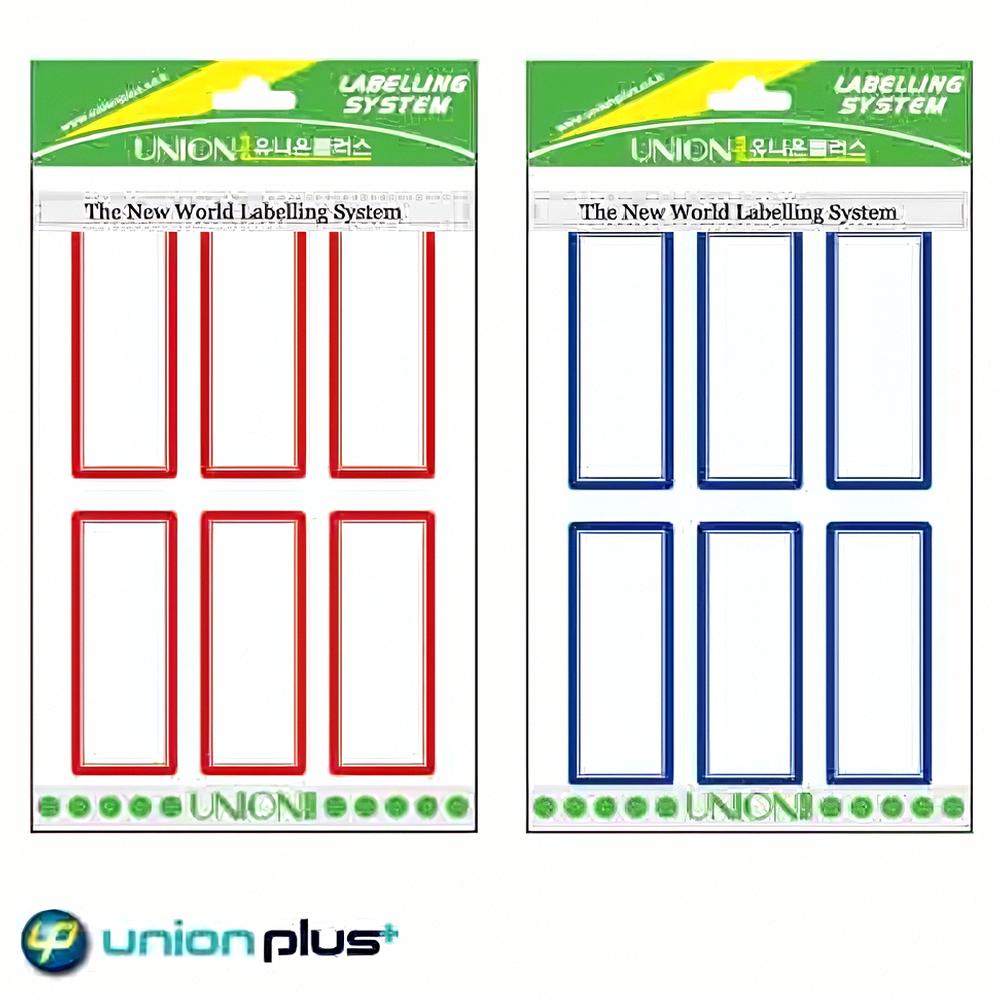 LABELLING
SYSTEM
UNION 유니온플러스
The New World Labelling System
UNION
LABELLING
SYSTEM
UNION 유니온플러스
The New World Labelling System
UNION
union plus+